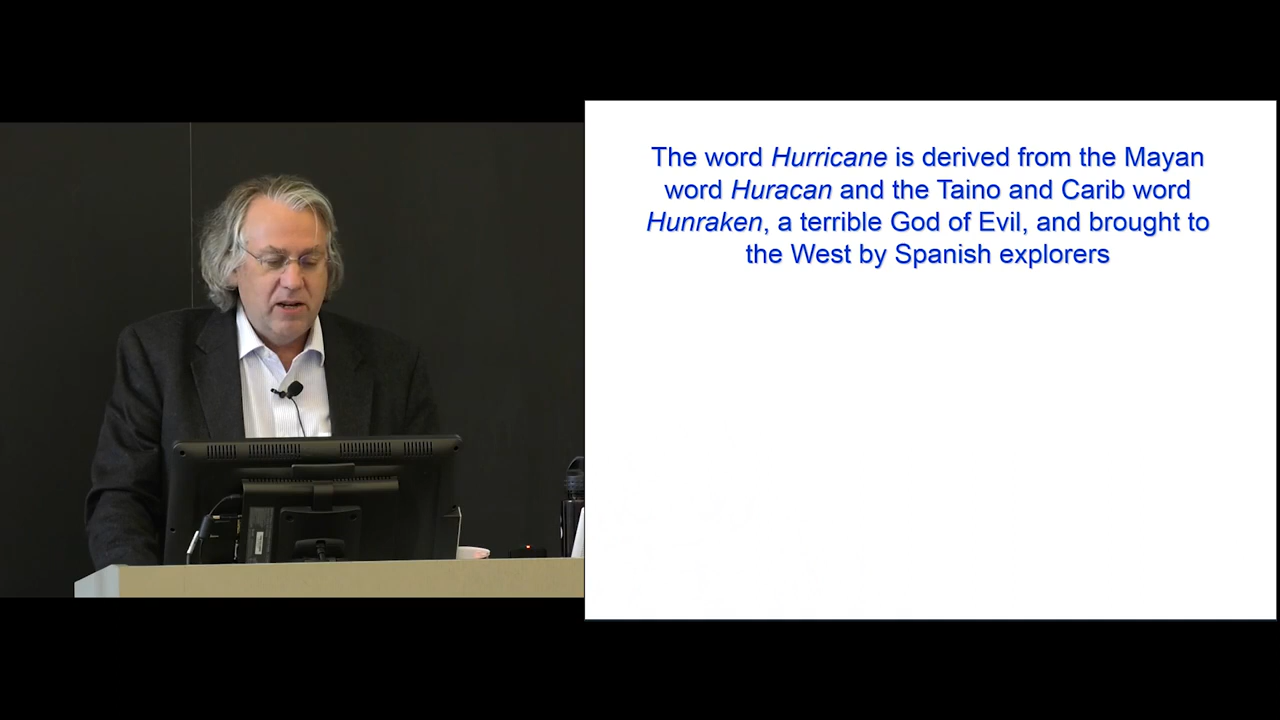 The word Hurricane is derived from the Mayan
word Huracan and the Taino and Carib word
Hunraken, a terrible God of Evil, and brought to
the West by Spanish explorers